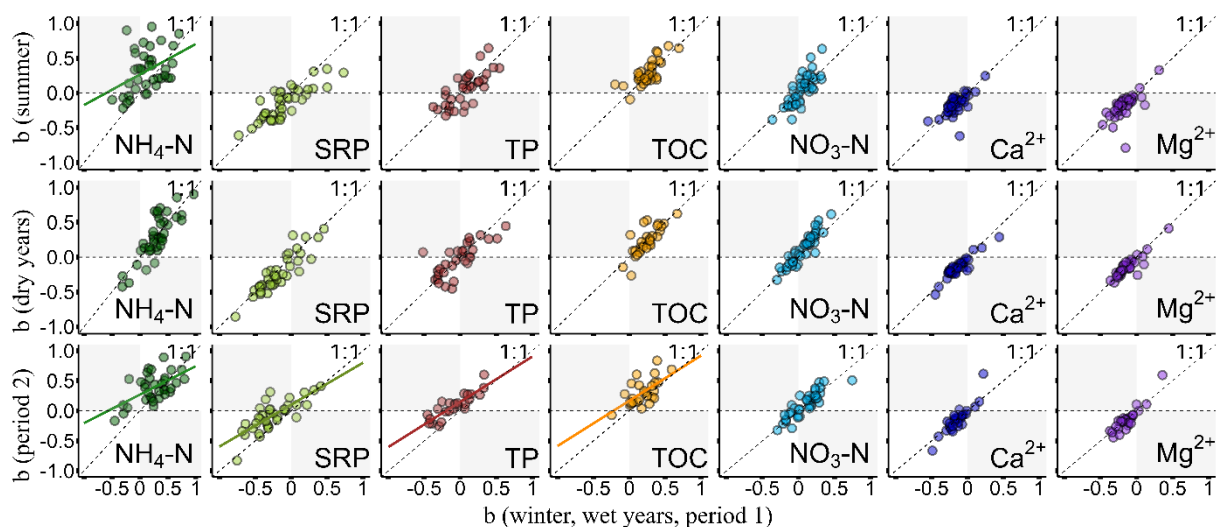 1.0 1:1 1:1 1:1 1:1 1:1 1:1 1:1
0.5
b (summer)
0.0
-0.5
NH₄-N SRP TP TOC NO₃-N Ca²⁺ Mg²⁺
-1.0
1.0 1:1 1:1 1:1 1:1 1:1 1:1 1:1
0.5
b (dry years)
0.0
-0.5
NH₄-N SRP TP TOC NO₃-N Ca²⁺ Mg²⁺
-1.0
1.0 1:1 1:1 1:1 1:1 1:1 1:1 1:1
0.5
b (period 2)
0.0
-0.5
NH₄-N SRP TP TOC NO₃-N Ca²⁺ Mg²⁺
-1.0
-0.5 0 0.5 1 -0.5 0 0.5 1 -0.5 0 0.5 1 -0.5 0 0.5 1 -0.5 0 0.5 1 -0.5 0 0.5 1 -0.5 0 0.5 1
b (winter, wet years, period 1)